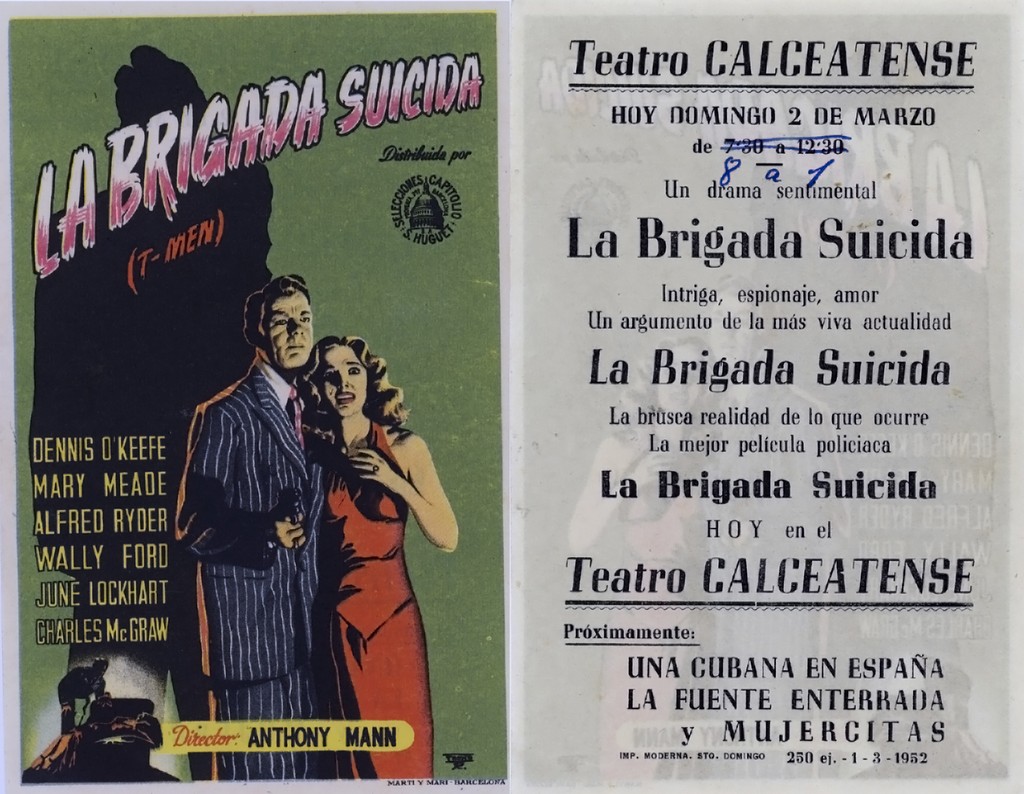 LA BRIGADA SUICIDA
(T-MEN)
Distribuida por
SELECCIONES CAPITOLIO
S. HUGUET
DENNIS O'KEEFE
MARY MEADE
ALFRED RYDER
WALLY FORD
JUNE LOCKHART
CHARLES McGRAW
Director: ANTHONY MANN
MARTI Y MARI - BARCELONA
Teatro CALCEATENSE
HOY DOMINGO 2 DE MARZO
de 7'30 a 12'30
8 a 1
Un drama sentimental
La Brigada Suicida
Intriga, espionaje, amor
Un argumento de la más viva actualidad
La Brigada Suicida
La brusca realidad de lo que ocurre
La mejor película policiaca
La Brigada Suicida
HOY en el
Teatro CALCEATENSE
Próximamente:
UNA CUBANA EN ESPAÑA
LA FUENTE ENTERRADA
y MUJERCITAS
IMP. MODERNA. STO. DOMINGO 250 ej. - 1 - 3 - 1952